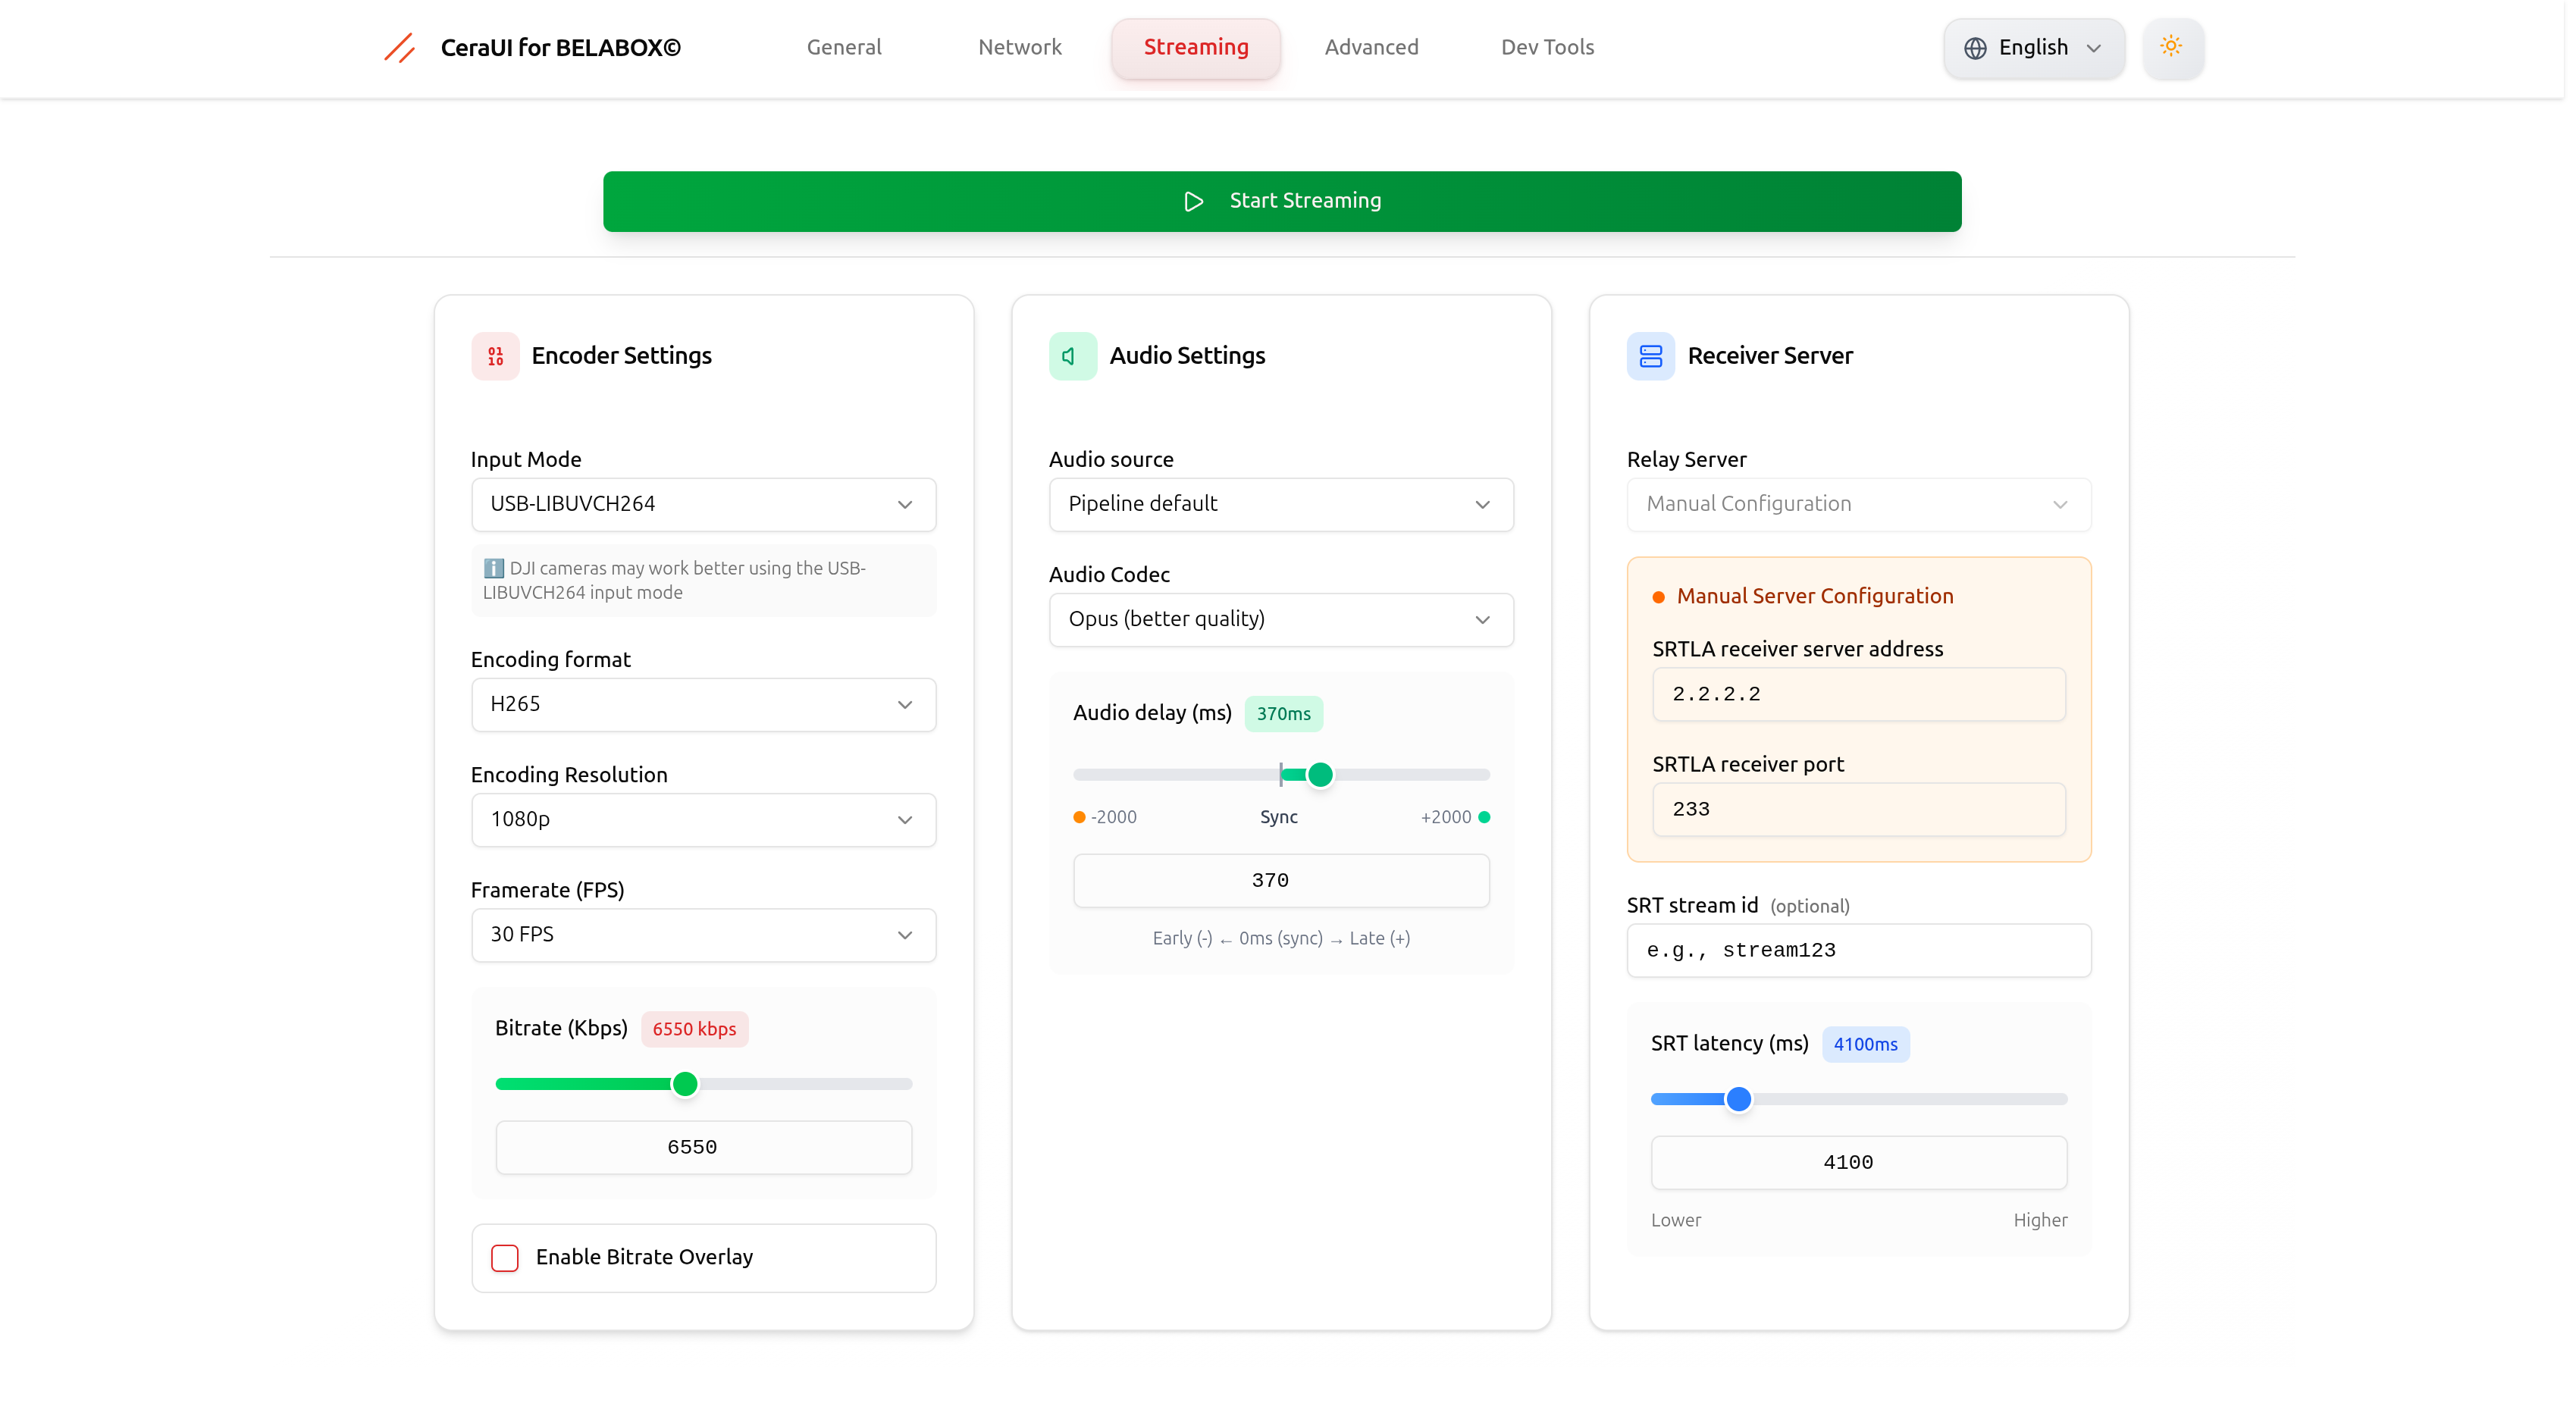 CeraUI for BELABOX©
General
Network
Streaming
Advanced
Dev Tools
English
Start Streaming
01
10
Encoder Settings
Input Mode
USB-LIBUVCH264
ℹ️ DJI cameras may work better using the USB-
LIBUVCH264 input mode
Encoding format
H265
Encoding Resolution
1080p
Framerate (FPS)
30 FPS
Bitrate (Kbps) 6550 kbps
6550
Enable Bitrate Overlay
Audio Settings
Audio source
Pipeline default
Audio Codec
Opus (better quality)
Audio delay (ms) 370ms
-2000 Sync +2000
370
Early (-) ← 0ms (sync) → Late (+)
Receiver Server
Relay Server
Manual Configuration
Manual Server Configuration
SRTLA receiver server address
2.2.2.2
SRTLA receiver port
233
SRT stream id (optional)
e.g., stream123
SRT latency (ms) 4100ms
4100
Lower Higher